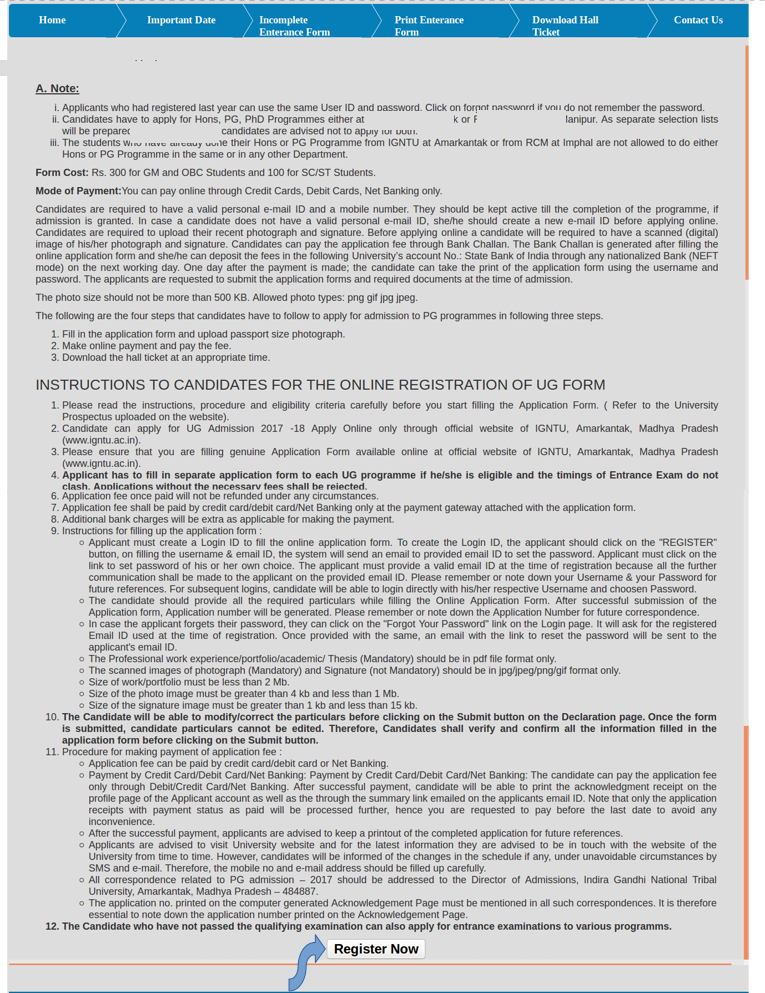 Home
Important Date
Incomplete
Enterance Form
Print Enterance
Form
Download Hall
Ticket
Contact Us
A. Note:
i. Applicants who had registered last year can use the same User ID and password. Click on forgot password if you do not remember the password.
ii. Candidates have to apply for Hons, PG, PhD Programmes either at k or lanipur. As separate selection lists
will be prepared candidates are advised not to apply for both.
iii. The students who have already done their Hons or PG Programme from IGNTU at Amarkantak or from RCM at Imphal are not allowed to do either
Hons or PG Programme in the same or in any other Department.
Form Cost: Rs. 300 for GM and OBC Students and 100 for SC/ST Students.
Mode of Payment:You can pay online through Credit Cards, Debit Cards, Net Banking only.
Candidates are required to have a valid personal e-mail ID and a mobile number. They should be kept active till the completion of the programme, if
admission is granted. In case a candidate does not have a valid personal e-mail ID, she/he should create a new e-mail ID before applying online.
Candidates are required to upload their recent photograph and signature. Before applying online a candidate will be required to have a scanned (digital)
image of his/her photograph and signature. Candidates can pay the application fee through Bank Challan. The Bank Challan is generated after filling the
online application form and she/he can deposit the fees in the following University's account No.: State Bank of India through any nationalized Bank (NEFT
mode) on the next working day. One day after the payment is made; the candidate can take the print of the application form using the username and
password. The applicants are requested to submit the application forms and required documents at the time of admission.
The photo size should not be more than 500 KB. Allowed photo types: png gif jpg jpeg.
The following are the four steps that candidates have to follow to apply for admission to PG programmes in following three steps.
1. Fill in the application form and upload passport size photograph.
2. Make online payment and pay the fee.
3. Download the hall ticket at an appropriate time.
INSTRUCTIONS TO CANDIDATES FOR THE ONLINE REGISTRATION OF UG FORM
1. Please read the instructions, procedure and eligibility criteria carefully before you start filling the Application Form. ( Refer to the University
Prospectus uploaded on the website).
2. Candidate can apply for UG Admission 2017 -18 Apply Online only through official website of IGNTU, Amarkantak, Madhya Pradesh
(www.igntu.ac.in).
3. Please ensure that you are filling genuine Application Form available online at official website of IGNTU, Amarkantak, Madhya Pradesh
(www.igntu.ac.in).
4. Applicant has to fill in separate application form to each UG programme if he/she is eligible and the timings of Entrance Exam do not
clash. Applications without the necessary fees shall be rejected.
6. Application fee once paid will not be refunded under any circumstances.
7. Application fee shall be paid by credit card/debit card/Net Banking only at the payment gateway attached with the application form.
8. Additional bank charges will be extra as applicable for making the payment.
9. Instructions for filling up the application form :
○ Applicant must create a Login ID to fill the online application form. To create the Login ID, the applicant should click on the "REGISTER"
button, on filling the username & email ID, the system will send an email to provided email ID to set the password. Applicant must click on the
link to set password of his or her own choice. The applicant must provide a valid email ID at the time of registration because all the further
communication shall be made to the applicant on the provided email ID. Please remember or note down your Username & your Password for
future references. For subsequent logins, candidate will be able to login directly with his/her respective Username and choosen Password.
○ The candidate should provide all the required particulars while filling the Online Application Form. After successful submission of the
Application form, Application number will be generated. Please remember or note down the Application Number for future correspondence.
○ In case the applicant forgets their password, they can click on the "Forgot Your Password" link on the Login page. It will ask for the registered
Email ID used at the time of registration. Once provided with the same, an email with the link to reset the password will be sent to the
applicant's email ID.
○ The Professional work experience/portfolio/academic/ Thesis (Mandatory) should be in pdf file format only.
○ The scanned images of photograph (Mandatory) and Signature (not Mandatory) should be in jpg/jpeg/png/gif format only.
○ Size of work/portfolio must be less than 2 Mb.
○ Size of the photo image must be greater than 4 kb and less than 1 Mb.
○ Size of the signature image must be greater than 1 kb and less than 15 kb.
10. The Candidate will be able to modify/correct the particulars before clicking on the Submit button on the Declaration page. Once the form
is submitted, candidate particulars cannot be edited. Therefore, Candidates shall verify and confirm all the information filled in the
application form before clicking on the Submit button.
11. Procedure for making payment of application fee :
○ Application fee can be paid by credit card/debit card or Net Banking.
○ Payment by Credit Card/Debit Card/Net Banking: Payment by Credit Card/Debit Card/Net Banking: The candidate can pay the application fee
only through Debit/Credit Card/Net Banking. After successful payment, candidate will be able to print the acknowledgment receipt on the
profile page of the Applicant account as well as the through the summary link emailed on the applicants email ID. Note that only the application
receipts with payment status as paid will be processed further, hence you are requested to pay before the last date to avoid any
inconvenience.
○ After the successful payment, applicants are advised to keep a printout of the completed application for future references.
○ Applicants are advised to visit University website and for the latest information they are advised to be in touch with the website of the
University from time to time. However, candidates will be informed of the changes in the schedule if any, under unavoidable circumstances by
SMS and e-mail. Therefore, the mobile no and e-mail address should be filled up carefully.
○ All correspondence related to PG admission – 2017 should be addressed to the Director of Admissions, Indira Gandhi National Tribal
University, Amarkantak, Madhya Pradesh – 484887.
○ The application no. printed on the computer generated Acknowledgement Page must be mentioned in all such correspondences. It is therefore
essential to note down the application number printed on the Acknowledgement Page.
12. The Candidate who have not passed the qualifying examination can also apply for entrance examinations to various programms.
Register Now